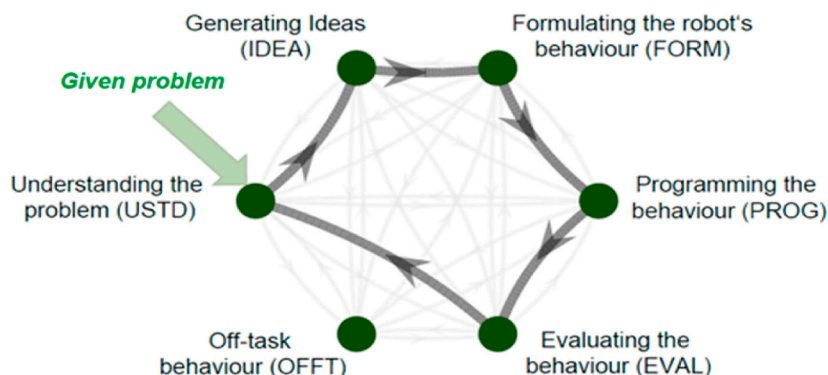 Generating Ideas
(IDEA)
Formulating the robot‘s
behaviour (FORM)
Given problem
Understanding the
problem (USTD)
Programming the
behaviour (PROG)
Off-task
behaviour (OFFT)
Evaluating the
behaviour (EVAL)